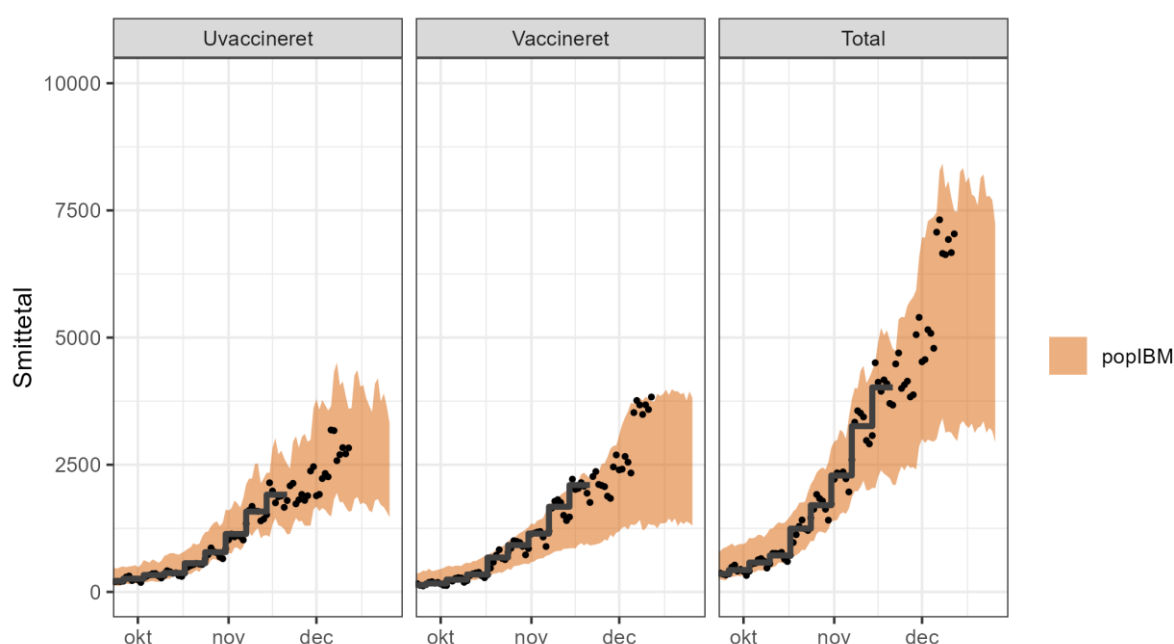 Uvaccineret Vaccineret Total
10000
7500
5000
2500
0
Smittetal
okt nov dec okt nov dec okt nov dec
popIBM